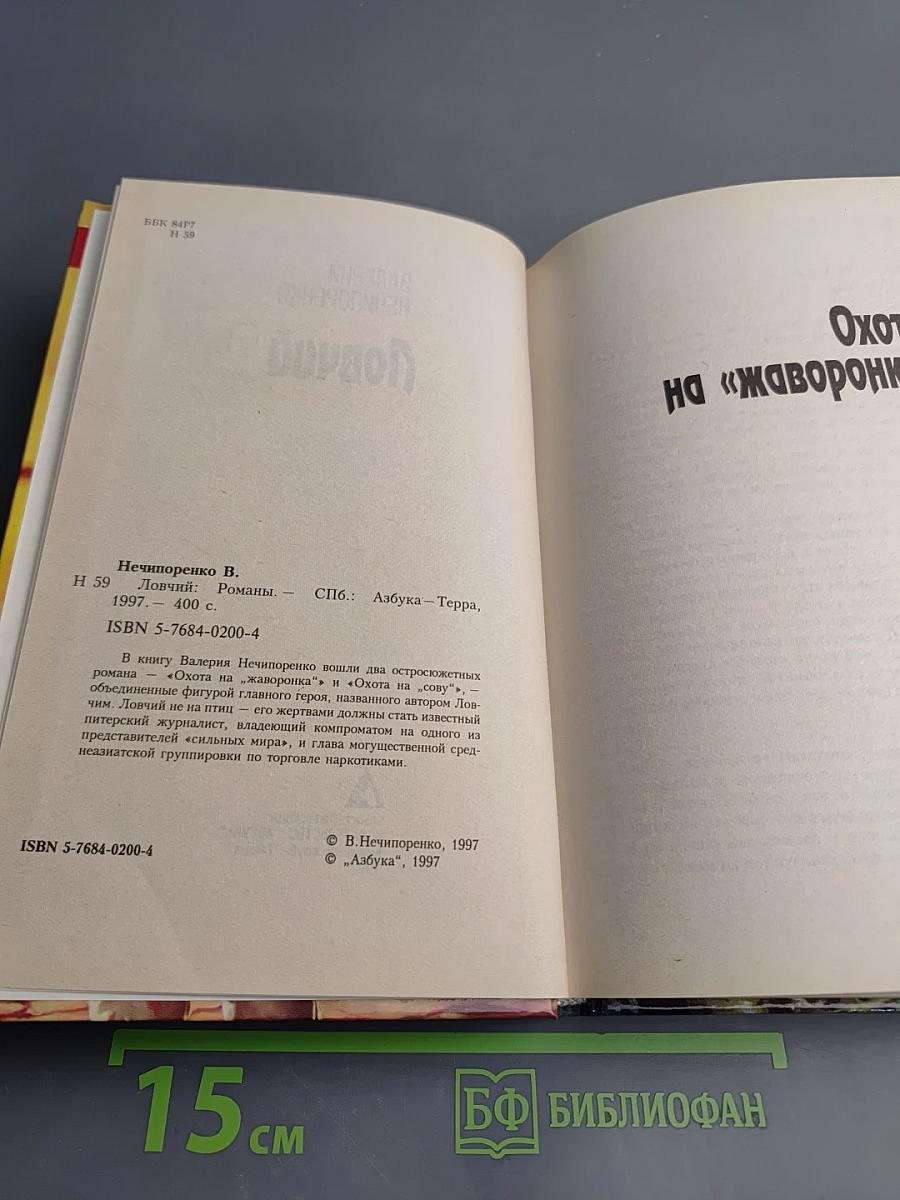 ББК 84Р7
Н 59
Нечипоренко В.
Н 59 Ловчий: Романы. — СПб.: Азбука — Терра,
1997. — 400 с.
ISBN 5-7684-0200-4
В книгу Валерия Нечипоренко вошли два остросюжетных
романа — «Охота на „жаворонка“» и «Охота на „сову“», —
объединенные фигурой главного героя, названного автором Лов-
чим. Ловчий не на птиц — его жертвами должны стать известный
питерский журналист, владеющий компроматом на одного из
представителей «сильных мира», и глава могущественной сред-
неазиатской группировки по торговле наркотиками.
ISBN 5-7684-0200-4
© В.Нечипоренко, 1997
© „Азбука“, 1997
Охот
на «жаворонк
15 см
БФ БИБЛИОФАН